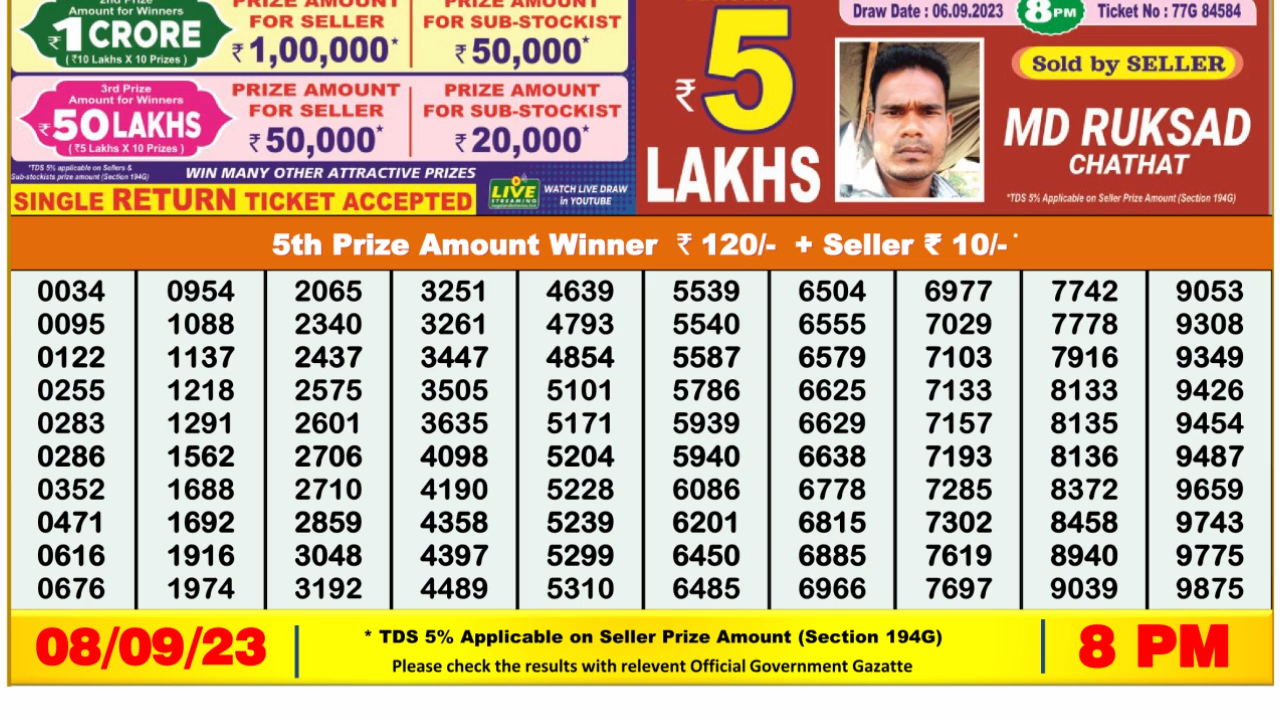 2nd Prize
Amount for Winners
₹1 CRORE
(₹10 Lakhs X 10 Prizes)
PRIZE AMOUNT
FOR SELLER
₹1,00,000*
PRIZE AMOUNT
FOR SUB-STOCKIST
₹50,000*
3rd Prize
Amount for Winners
₹50 LAKHS
(₹5 Lakhs X 10 Prizes)
PRIZE AMOUNT
FOR SELLER
₹50,000*
PRIZE AMOUNT
FOR SUB-STOCKIST
₹20,000*
*TDS 5% applicable on Sellers &
Sub-stockists prize amount (Section 194G)
WIN MANY OTHER ATTRACTIVE PRIZES
SINGLE RETURN TICKET ACCEPTED
LIVE
STREAMING
WATCH LIVE DRAW
in YOUTUBE
₹5
LAKHS
Draw Date : 06.09.2023
8PM
Ticket No : 77G 84584
Sold by SELLER
MD RUKSAD
CHATHAT
*TDS 5% Applicable on Seller Prize Amount (Section 194G)
5th Prize Amount Winner ₹ 120/- + Seller ₹ 10/-*
0034 0954 2065 3251 4639 5539 6504 6977 7742 9053
0095 1088 2340 3261 4793 5540 6555 7029 7778 9308
0122 1137 2437 3447 4854 5587 6579 7103 7916 9349
0255 1218 2575 3505 5101 5786 6625 7133 8133 9426
0283 1291 2601 3635 5171 5939 6629 7157 8135 9454
0286 1562 2706 4098 5204 5940 6638 7193 8136 9487
0352 1688 2710 4190 5228 6086 6778 7285 8372 9659
0471 1692 2859 4358 5239 6201 6815 7302 8458 9743
0616 1916 3048 4397 5299 6450 6885 7619 8940 9775
0676 1974 3192 4489 5310 6485 6966 7697 9039 9875
08/09/23
* TDS 5% Applicable on Seller Prize Amount (Section 194G)
Please check the results with relevent Official Government Gazatte
8 PM